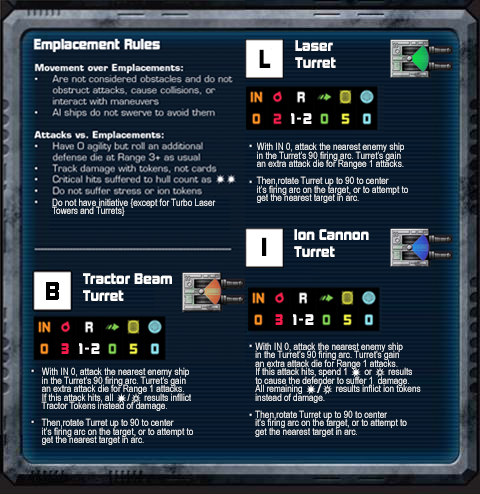 Emplacement Rules
Movement over Emplacements:
• Are not considered obstacles and do not
obstruct attacks, cause collisions, or
interact with maneuvers
• AI ships do not swerve to avoid them
Attacks vs. Emplacements:
• Have 0 agility but roll an additional
defense die at Range 3+ as usual
• Track damage with tokens, not cards
• Critical hits suffered to hull count as
• Do not suffer stress or ion tokens
• Do not have initiative {except for Turbo Laser
Towers and Turrets}
B
Tractor Beam
Turret
IN R
0 3 1-2 0 5 0
• With IN 0, attack the nearest enemy ship
in the Turret's 90 firing arc. Turret's gain
an extra attack die for Range 1 attacks.
If this attack hits, all / results infliict
Tractor Tokens instead of damage.
• Then,rotate Turret up to 90 to center
it's firing arc on the target, or to attempt to
get the nearest target in arc.
L
Laser
Turret
IN R
0 2 1-2 0 5 0
• With IN 0, attack the nearest enemy ship
in the Turret's 90 firing arc. Turret's gain
an extra attack die for Rangee 1 attacks.
• Then,rotate Turret up to 90 to center
it's firing arc on the target, or to attempt to
get the nearest target in arc.
I
Ion Cannon
Turret
IN R
0 3 1-2 0 5 0
• With IN 0, attack the nearest enemy ship
in the Turret's 90 firing arc. Turret's gain
an extra attack die for Range 1 attacks.
If this attack hits, spend 1 or results
to cause the defender to suffer 1 damage.
All remaining / results inflict ion tokens
instead of damage.
• Then,rotate Turret up to 90 to center
it's firing arc on the target, or to attempt to
get the nearest target in arc.